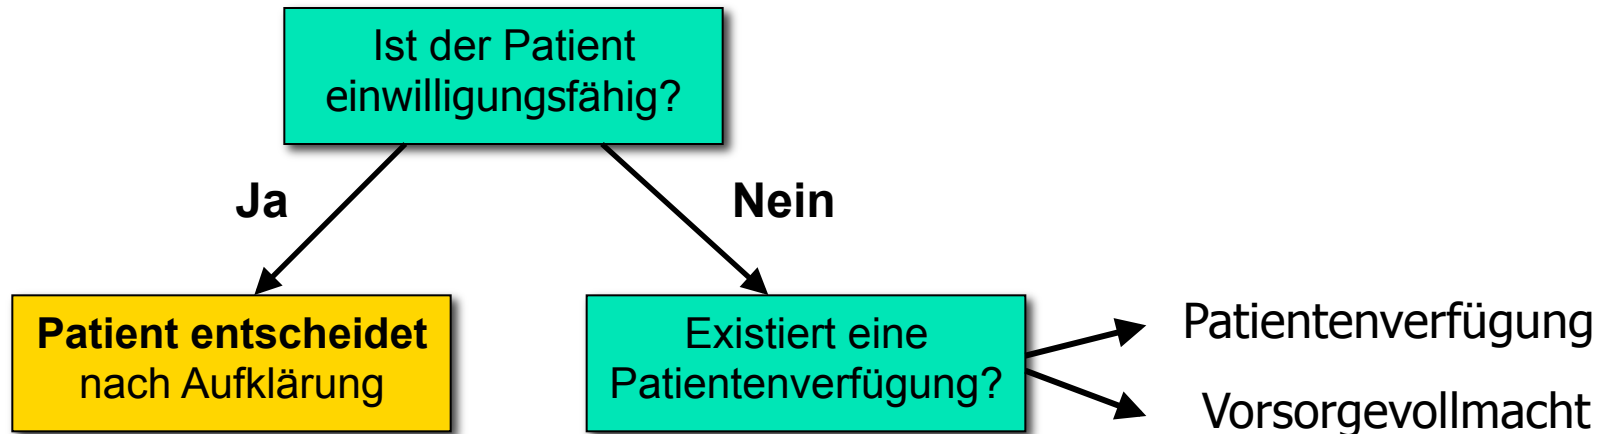 Ist der Patient
einwilligungsfähig?
Ja
Nein
Patient entscheidet
nach Aufklärung
Existiert eine
Patientenverfügung?
Patientenverfügung
Vorsorgevollmacht